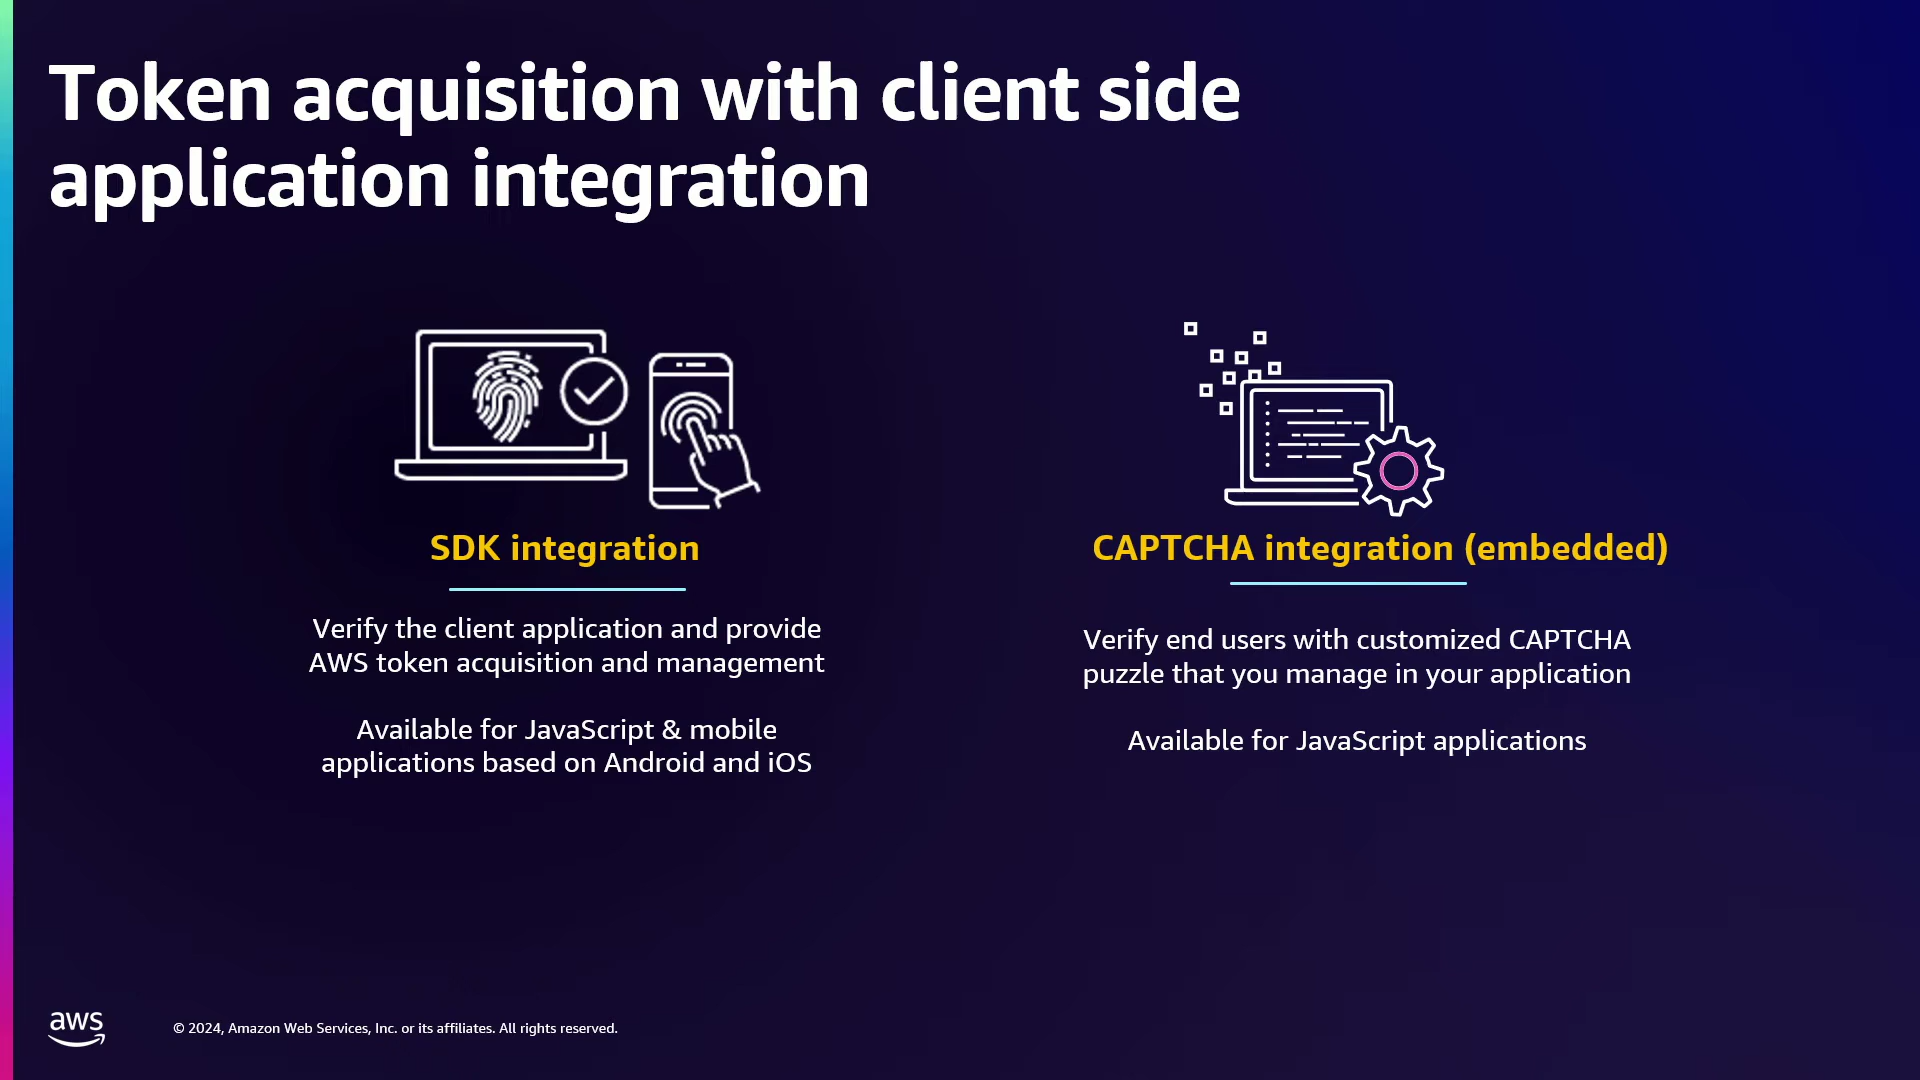 Token acquisition with client side
application integration
SDK integration
Verify the client application and provide
AWS token acquisition and management
Available for JavaScript & mobile
applications based on Android and iOS
CAPTCHA integration (embedded)
Verify end users with customized CAPTCHA
puzzle that you manage in your application
Available for JavaScript applications
aws
© 2024, Amazon Web Services, Inc. or its affiliates. All rights reserved.